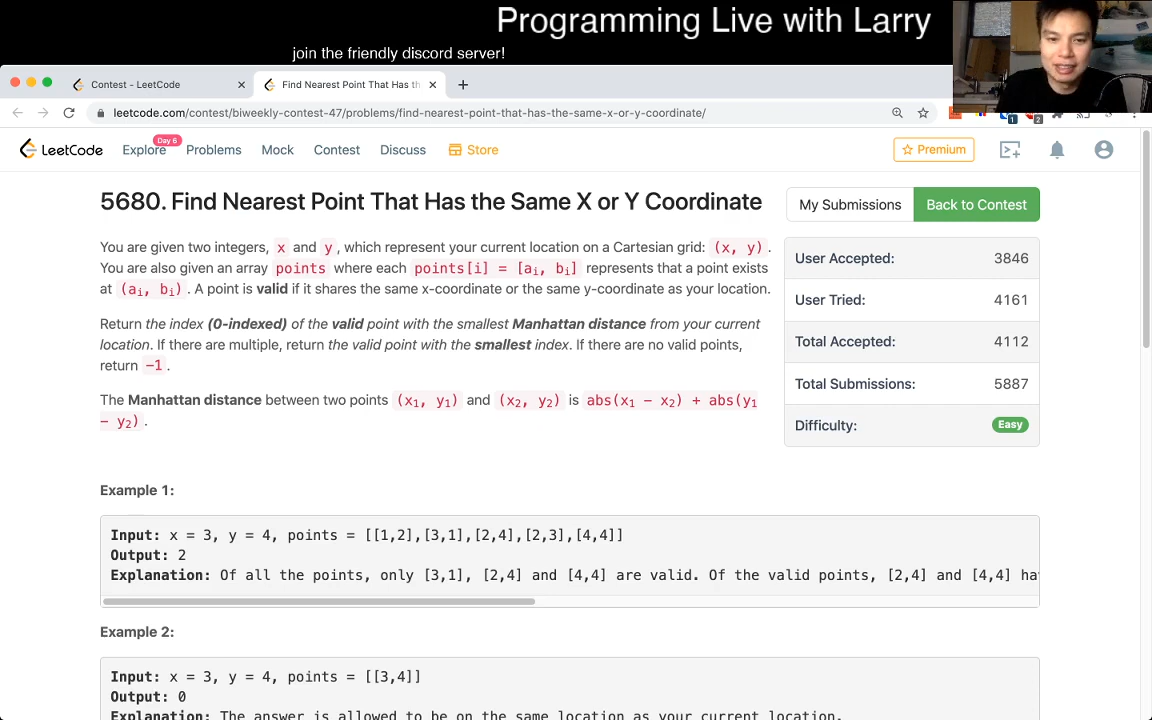 Programming Live with Larry
join the friendly discord server!
Contest - LeetCode
Find Nearest Point That Has th
leetcode.com/contest/biweekly-contest-47/problems/find-nearest-point-that-has-the-same-x-or-y-coordinate/
LeetCode Explore Day 6 Problems Mock Contest Discuss Store Premium
5680. Find Nearest Point That Has the Same X or Y Coordinate
My Submissions Back to Contest
You are given two integers, x and y, which represent your current location on a Cartesian grid: (x, y).
You are also given an array points where each points[i] = [ai, bi] represents that a point exists
at (ai, bi). A point is valid if it shares the same x-coordinate or the same y-coordinate as your location.
Return the index (0-indexed) of the valid point with the smallest Manhattan distance from your current
location. If there are multiple, return the valid point with the smallest index. If there are no valid points,
return -1.
The Manhattan distance between two points (x1, y1) and (x2, y2) is abs(x1 - x2) + abs(y1
- y2).
User Accepted: 3846
User Tried: 4161
Total Accepted: 4112
Total Submissions: 5887
Difficulty: Easy
Example 1:
Input: x = 3, y = 4, points = [[1,2],[3,1],[2,4],[2,3],[4,4]]
Output: 2
Explanation: Of all the points, only [3,1], [2,4] and [4,4] are valid. Of the valid points, [2,4] and [4,4] ha
Example 2:
Input: x = 3, y = 4, points = [[3,4]]
Output: 0
Explanation: The answer is allowed to be on the same location as your current location.